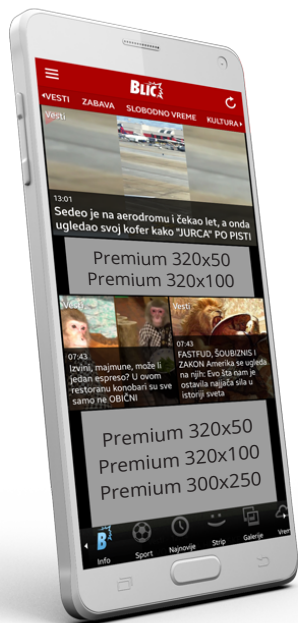 BLIC
VESTI ZABAVA SLOBODNO VREME KULTURA
Vesti
13:01
Sedeo je na aerodromu i čekao let, a onda
ugledao svoj kofer kako "JURCA" PO PISTI
Premium 320x50
Premium 320x100
Vesti
07:43
Izvini, majmune, može li
jedan espreso? U ovom
restoranu konobari su sve
samo ne OBIČNI
Vesti
07:43
FASTFUD, ŠOUBIZNIS I
ZAKON Amerika se ugleda
na njih: Evo šta nam je
ostavila najjača sila u
istoriji sveta
Premium 320x50
Premium 320x100
Premium 300x250
Info Sport Najnovije Strip Galerije Vrem